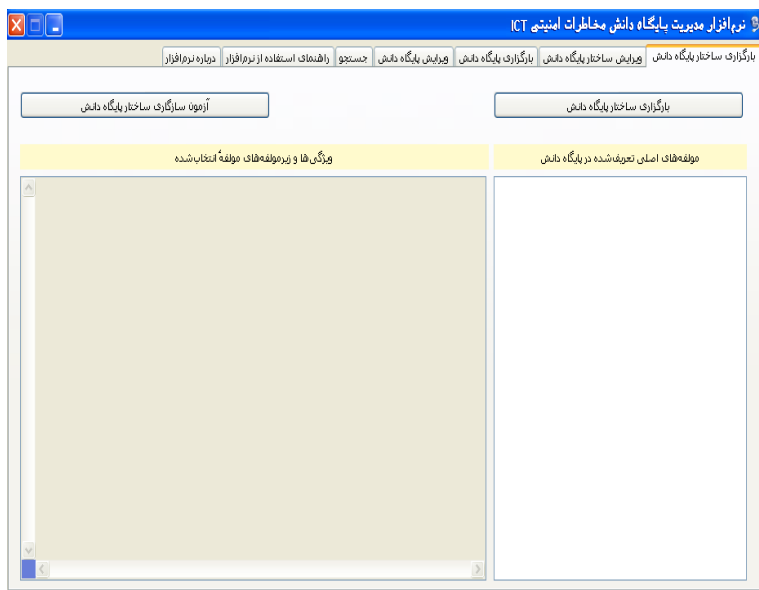 نرم‌افزار مدیریت پایگاه دانش مخاطرات امنیتی ICT
بارگزاری ساختار پایگاه دانش ویرایش ساختار پایگاه دانش بارگزاری پایگاه دانش ویرایش پایگاه دانش جستجو راهنمای استفاده از نرم‌افزار درباره نرم‌افزار
بارگزاری ساختار پایگاه دانش آزمون سازگاری ساختار پایگاه دانش
مولفه‌های اصلی تعریف‌شده در پایگاه دانش ویژگی‌ها و زیرمولفه‌های مولفهٔ انتخاب‌شده